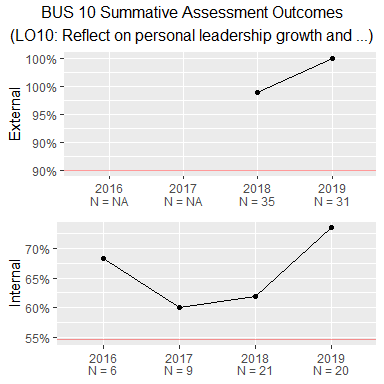 BUS 10 Summative Assessment Outcomes
(LO10: Reflect on personal leadership growth and ...)
External
100%
100%
100%
90%
90%
2016 2017 2018 2019
N = NA N = NA N = 35 N = 31
Internal
70%
65%
60%
55%
2016 2017 2018 2019
N = 6 N = 9 N = 21 N = 20